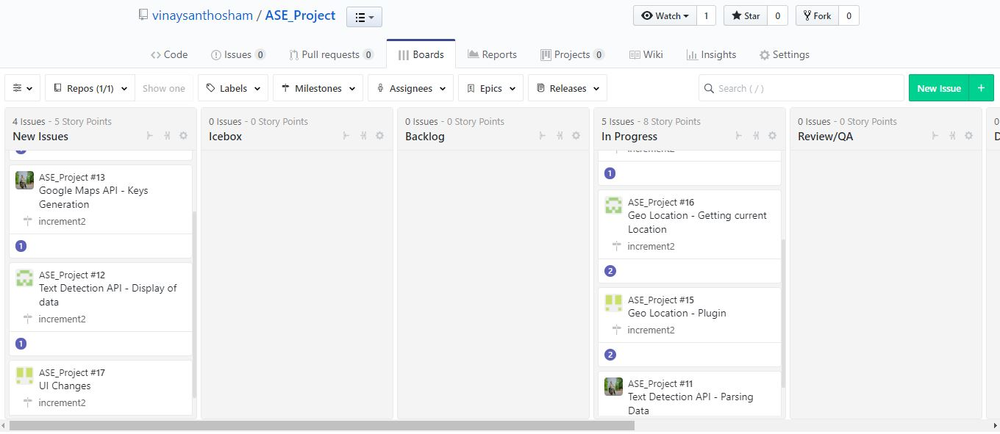 vinaysanthosham / ASE_Project
Watch 1 Star 0 Fork 0
Code Issues 0 Pull requests 0 Boards Reports Projects 0 Wiki Insights Settings
Repos (1/1) Show one Labels Milestones Assignees Epics Releases Search ( / ) New Issue +
4 Issues - 5 Story Points
New Issues
ASE_Project #13
Google Maps API - Keys
Generation
increment2
1
ASE_Project #12
Text Detection API - Display of
data
increment2
1
ASE_Project #17
UI Changes
increment2
0 Issues - 0 Story Points
Icebox
0 Issues - 0 Story Points
Backlog
5 Issues - 8 Story Points
In Progress
increment2
1
ASE_Project #16
Geo Location - Getting current
Location
increment2
2
ASE_Project #15
Geo Location - Plugin
increment2
2
ASE_Project #11
Text Detection API - Parsing
Data
0 Issues - 0 Story Points
Review/QA
0